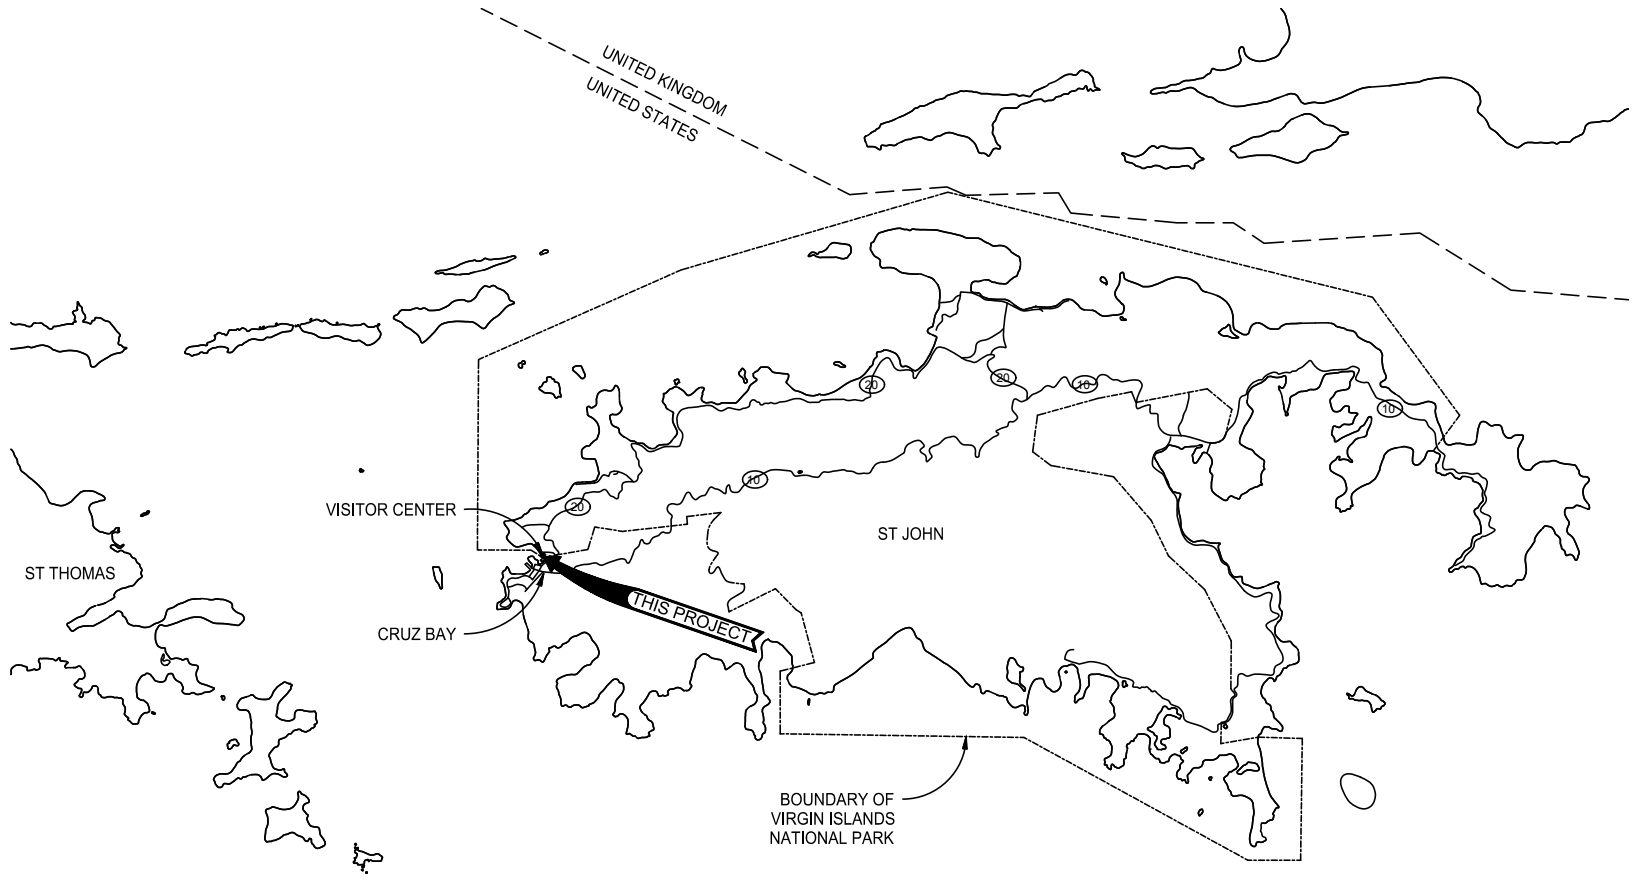 UNITED KINGDOM
UNITED STATES
20
20
10
10
10
20
VISITOR CENTER
ST JOHN
ST THOMAS
THIS PROJECT
CRUZ BAY
BOUNDARY OF
VIRGIN ISLANDS
NATIONAL PARK